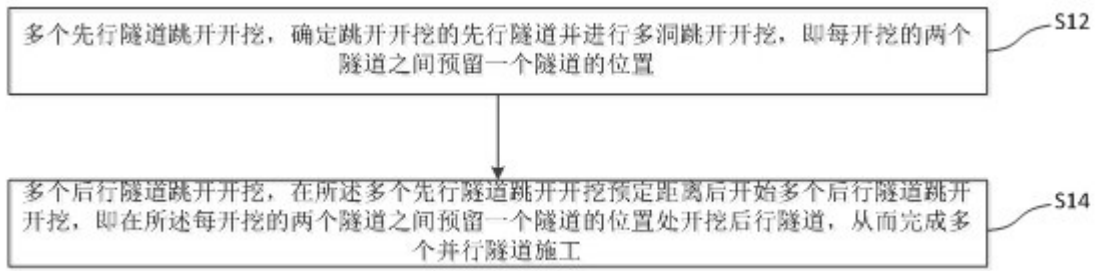 多个先行隧道跳开开挖，确定跳开开挖的先行隧道并进行多洞跳开开挖，即每开挖的两个
隧道之间预留一个隧道的位置
S12
多个后行隧道跳开开挖，在所述多个先行隧道跳开开挖预定距离后开始多个后行隧道跳开
开挖，即在所述每开挖的两个隧道之间预留一个隧道的位置处开挖后行隧道，从而完成多
个并行隧道施工
S14